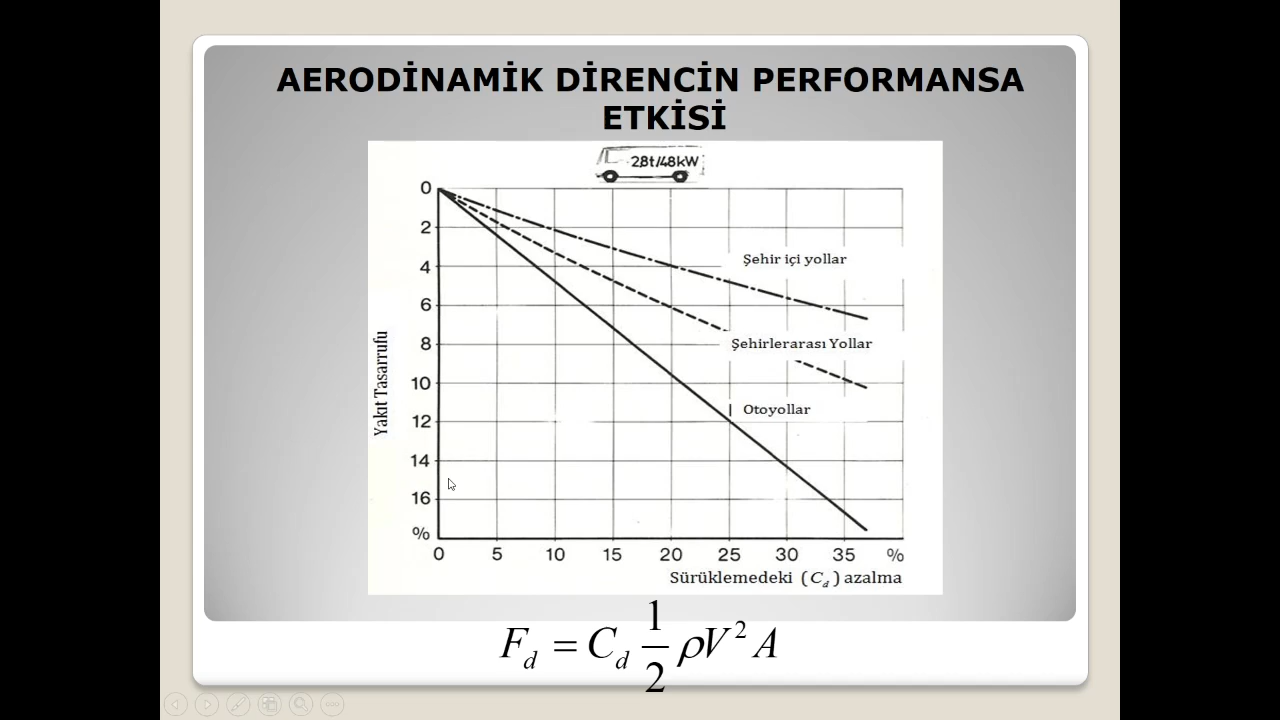 AERODİNAMİK DİRENCİN PERFORMANSA
ETKİSİ
2,8t/48kW
0
2
4
6
8
10
12
14
16
%
Yakıt Tasarrufu
Şehir içi yollar
Şehirlerarası Yollar
Otoyollar
0 5 10 15 20 25 30 35 %
Sürüklemedeki (C_d) azalma
F_d = C_d 1/2 ρV² A